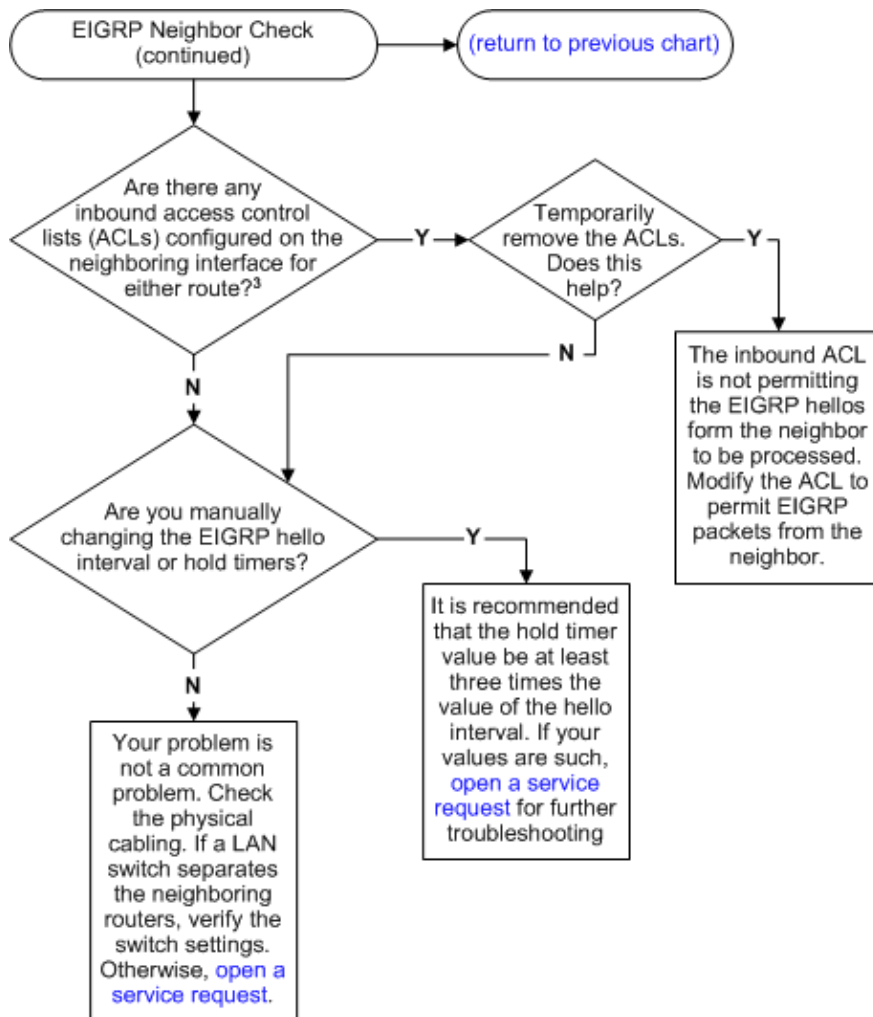 EIGRP Neighbor Check
(continued)
(return to previous chart)
Are there any
inbound access control
lists (ACLs) configured on the
neighboring interface for
either route?³
Y
Temporarily
remove the ACLs.
Does this
help?
Y
N
N
The inbound ACL
is not permitting
the EIGRP hellos
form the neighbor
to be processed.
Modify the ACL to
permit EIGRP
packets from the
neighbor.
Are you manually
changing the EIGRP hello
interval or hold timers?
Y
It is recommended
that the hold timer
value be at least
three times the
value of the hello
interval. If your
values are such,
open a service
request for further
troubleshooting
N
Your problem is
not a common
problem. Check
the physical
cabling. If a LAN
switch separates
the neighboring
routers, verify the
switch settings.
Otherwise, open a
service request.